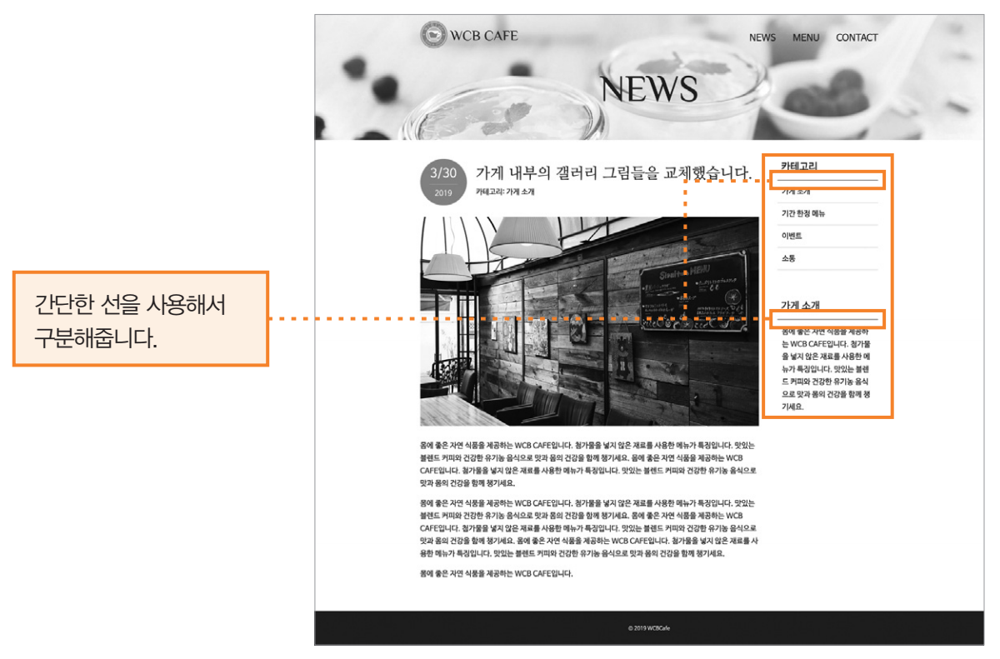 WCB CAFE
NEWS MENU CONTACT
NEWS
3/30
2019
가게 내부의 갤러리 그림들을 교체했습니다.
카테고리: 가게 소개
카테고리
가게 소개
기간 한정 메뉴
이벤트
소통
가게 소개
몸에 좋은 자연 식품을 제공하
는 WCB CAFE입니다. 첨가물
을 넣지 않은 재료를 사용한 메
뉴가 특징입니다. 맛있는 블렌
드 커피와 건강한 유기농 음식
으로 맛과 몸의 건강을 함께 챙
기세요.
간단한 선을 사용해서
구분해줍니다.
MENU
몸에 좋은 자연 식품을 제공하는 WCB CAFE입니다. 첨가물을 넣지 않은 재료를 사용한 메뉴가 특징입니다. 맛있는
블렌드 커피와 건강한 유기농 음식으로 맛과 몸의 건강을 함께 챙기세요. 몸에 좋은 자연 식품을 제공하는 WCB
CAFE입니다. 첨가물을 넣지 않은 재료를 사용한 메뉴가 특징입니다. 맛있는 블렌드 커피와 건강한 유기농 음식으로
맛과 몸의 건강을 함께 챙기세요.
몸에 좋은 자연 식품을 제공하는 WCB CAFE입니다. 첨가물을 넣지 않은 재료를 사용한 메뉴가 특징입니다. 맛있는
블렌드 커피와 건강한 유기농 음식으로 맛과 몸의 건강을 함께 챙기세요. 몸에 좋은 자연 식품을 제공하는 WCB
CAFE입니다. 첨가물을 넣지 않은 재료를 사용한 메뉴가 특징입니다. 맛있는 블렌드 커피와 건강한 유기농 음식으로
맛과 몸의 건강을 함께 챙기세요. 몸에 좋은 자연 식품을 제공하는 WCB CAFE입니다. 첨가물을 넣지 않은 재료를 사
용한 메뉴가 특징입니다. 맛있는 블렌드 커피와 건강한 유기농 음식으로 맛과 몸의 건강을 함께 챙기세요.
몸에 좋은 자연 식품을 제공하는 WCB CAFE입니다.
© 2019 WCBCafe